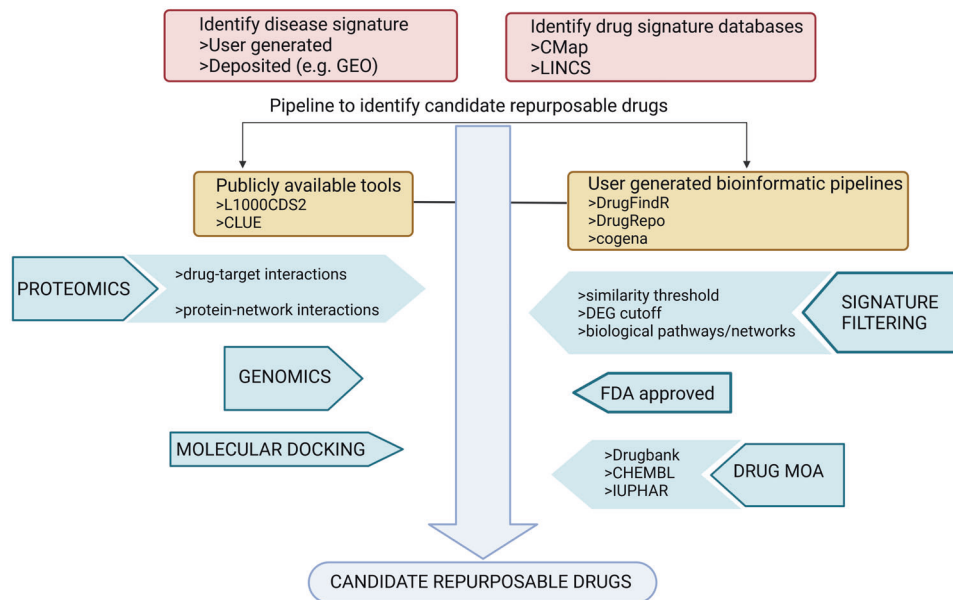 Identify disease signature
>User generated
>Deposited (e.g. GEO)
Identify drug signature databases
>CMap
>LINCS
Pipeline to identify candidate repurposable drugs
Publicly available tools
>L1000CDS2
>CLUE
User generated bioinformatic pipelines
>DrugFindR
>DrugRepo
>cogena
PROTEOMICS
>drug-target interactions
>protein-network interactions
>similarity threshold
>DEG cutoff
>biological pathways/networks
SIGNATURE
FILTERING
GENOMICS
FDA approved
MOLECULAR DOCKING
>Drugbank
>CHEMBL
>IUPHAR
DRUG MOA
CANDIDATE REPURPOSABLE DRUGS